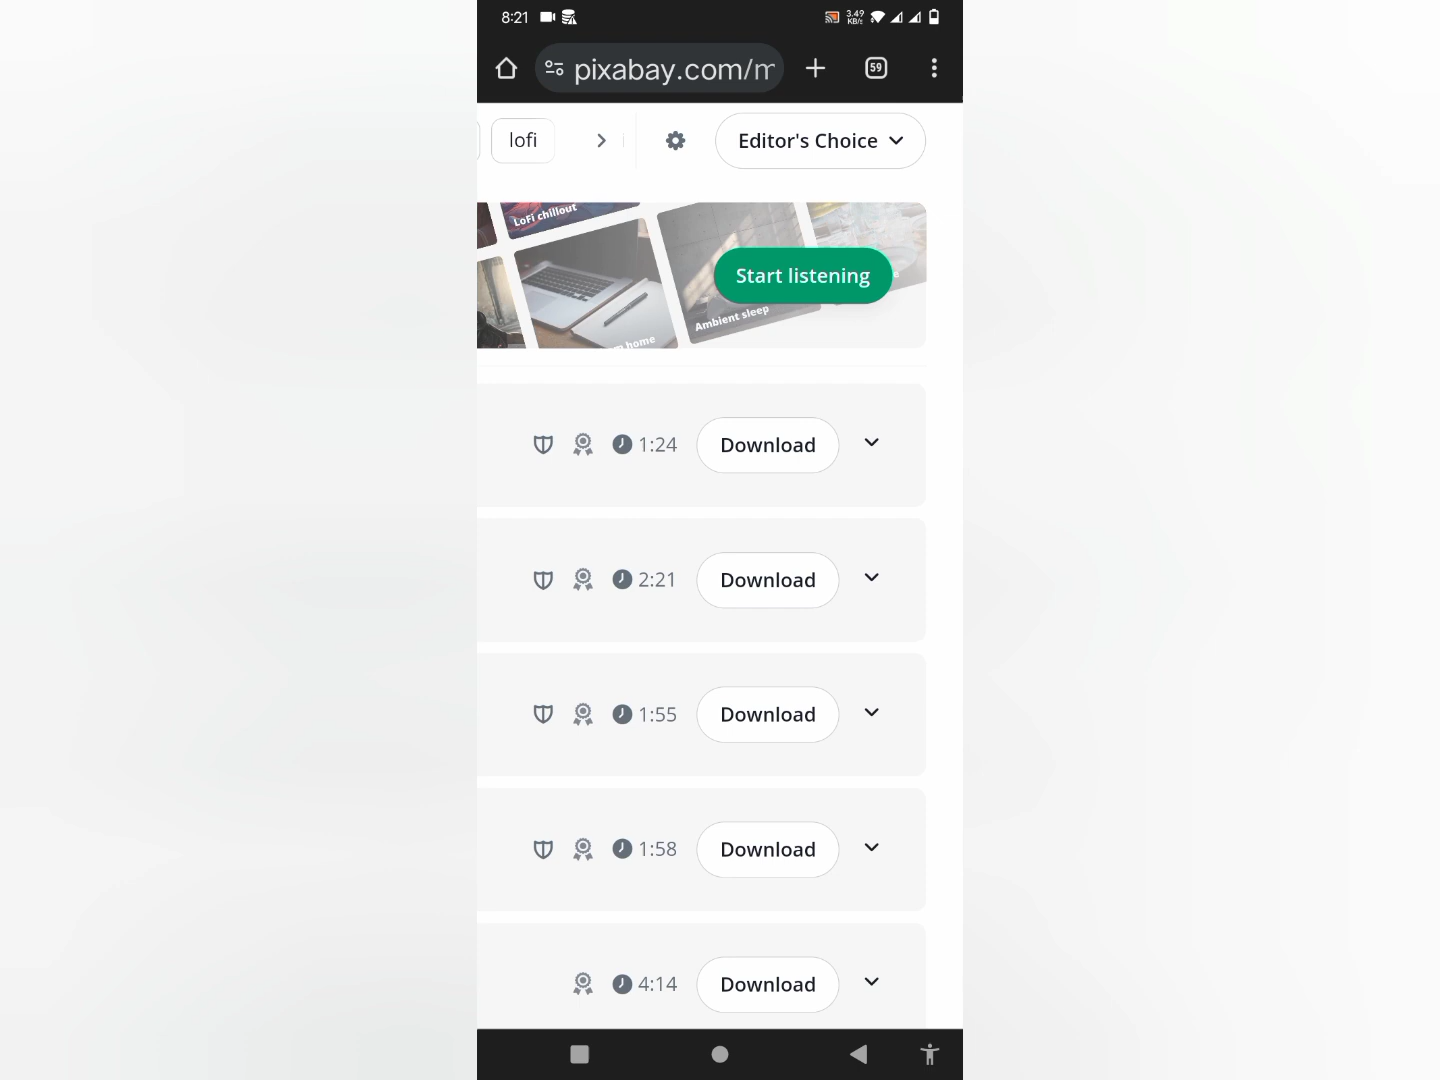 8:21
3.49
KB/s
pixabay.com/m
59
lofi
Editor's Choice
LoFi chillout
Start listening
Ambient sleep
home
1:24
Download
2:21
Download
1:55
Download
1:58
Download
4:14
Download